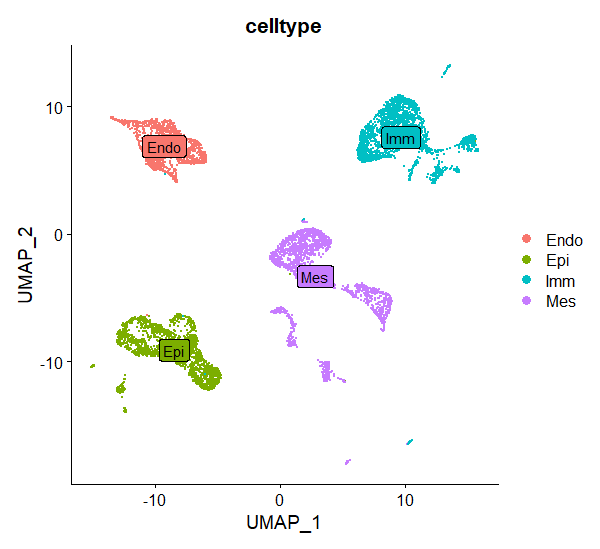 celltype
10
0
-10
UMAP_2
Endo
Imm
Mes
Epi
-10
0
10
UMAP_1
Endo
Epi
Imm
Mes